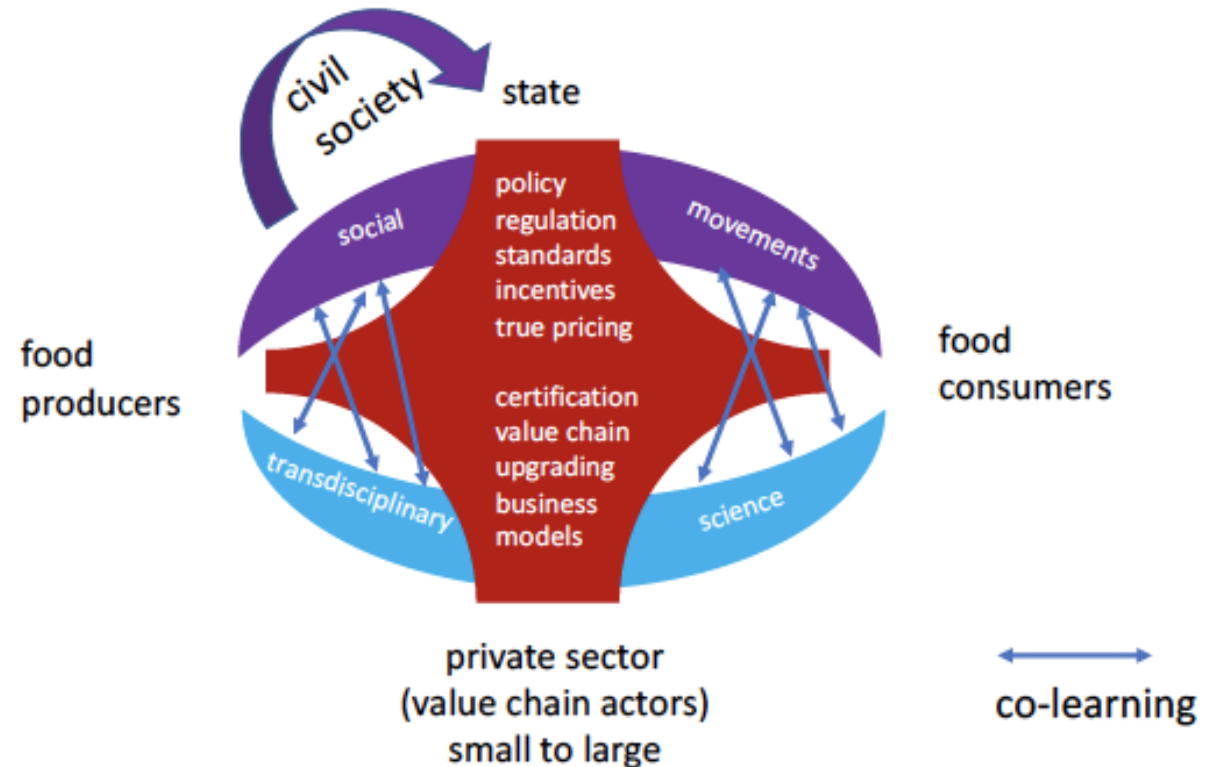 civil
society
state
social
movements
policy
regulation
standards
incentives
true pricing
food
producers
food
consumers
certification
value chain
upgrading
business
models
transdisciplinary
science
private sector
(value chain actors)
small to large
co-learning